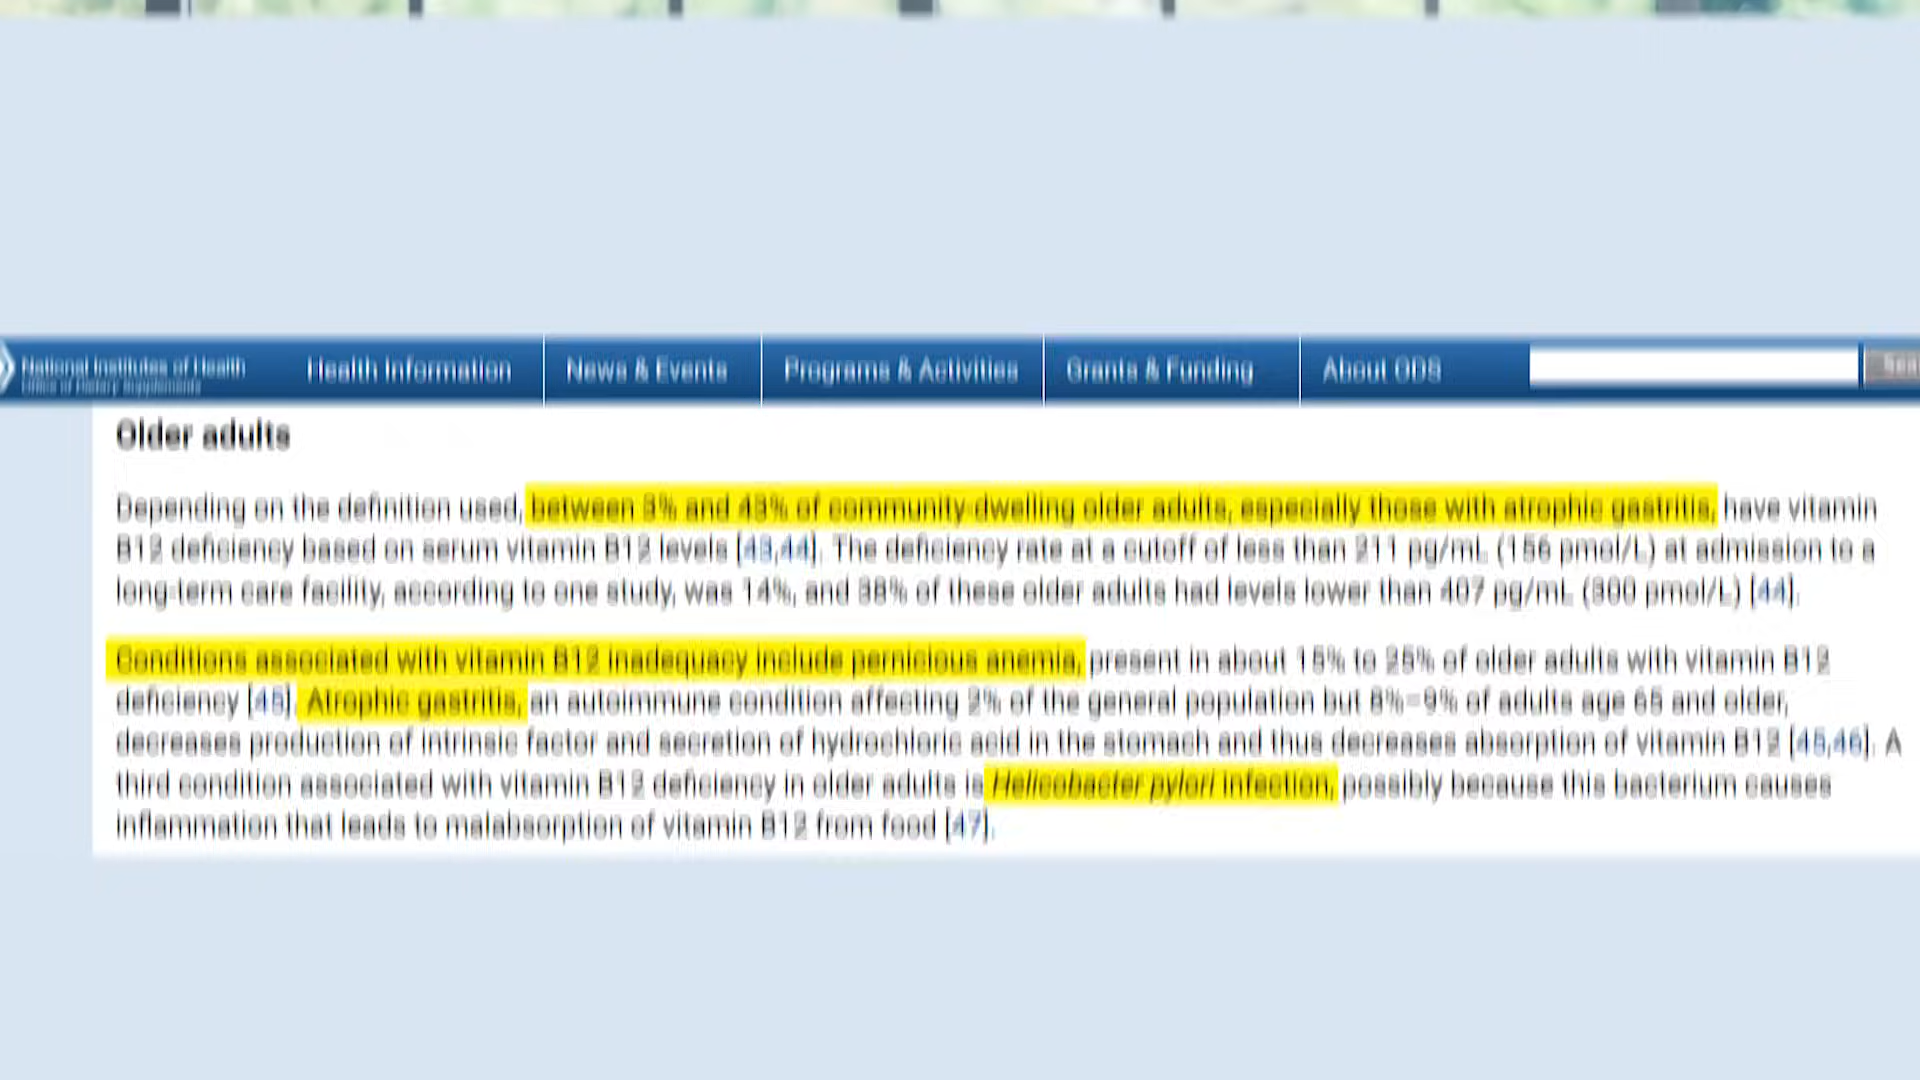 National Institutes of Health
Office of Dietary Supplements
Health Information
News & Events
Programs & Activities
Grants & Funding
About ODS
Older adults
Depending on the definition used, between 3% and 43% of community-dwelling older adults, especially those with atrophic gastritis, have vitamin
B12 deficiency based on serum vitamin B12 levels [43,44]. The deficiency rate at a cutoff of less than 211 pg/mL (156 pmol/L) at admission to a
long-term care facility, according to one study, was 14%, and 38% of these older adults had levels lower than 407 pg/mL (300 pmol/L) [44].
Conditions associated with vitamin B12 inadequacy include pernicious anemia, present in about 15% to 25% of older adults with vitamin B12
deficiency [45]. Atrophic gastritis, an autoimmune condition affecting 2% of the general population but 8%–9% of adults age 65 and older,
decreases production of intrinsic factor and secretion of hydrochloric acid in the stomach and thus decreases absorption of vitamin B12 [45,46]. A
third condition associated with vitamin B12 deficiency in older adults is Helicobacter pylori infection, possibly because this bacterium causes
inflammation that leads to malabsorption of vitamin B12 from food [47].